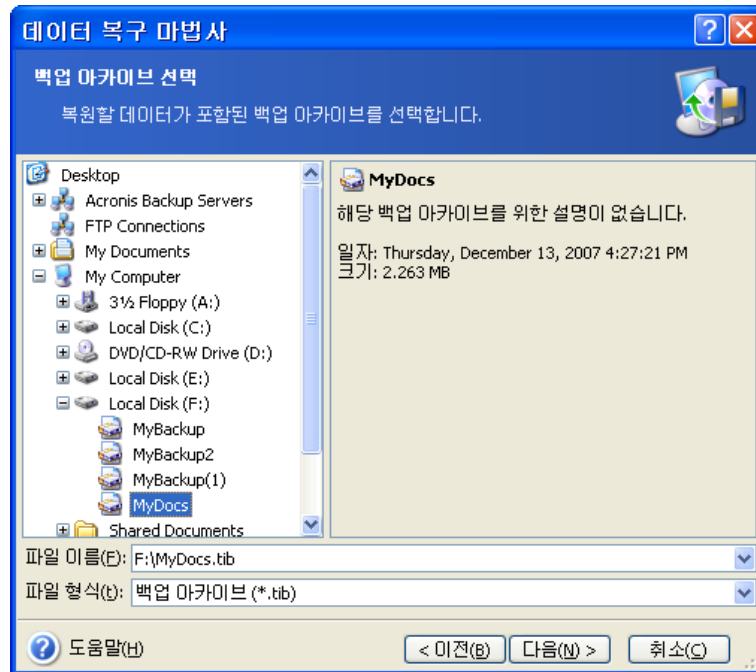 데이터 복구 마법사
백업 아카이브 선택
복원할 데이터가 포함된 백업 아카이브를 선택합니다.
Desktop
Acronis Backup Servers
FTP Connections
My Documents
My Computer
3½ Floppy (A:)
Local Disk (C:)
DVD/CD-RW Drive (D:)
Local Disk (E:)
Local Disk (F:)
MyBackup
MyBackup2
MyBackup(1)
MyDocs
Shared Documents
MyDocs
해당 백업 아카이브를 위한 설명이 없습니다.
일자: Thursday, December 13, 2007 4:27:21 PM
크기: 2.263 MB
파일 이름(F): F:\MyDocs.tib
파일 형식(t): 백업 아카이브 (*.tib)
도움말(H)
< 이전(B) 다음(N) > 취소(C)